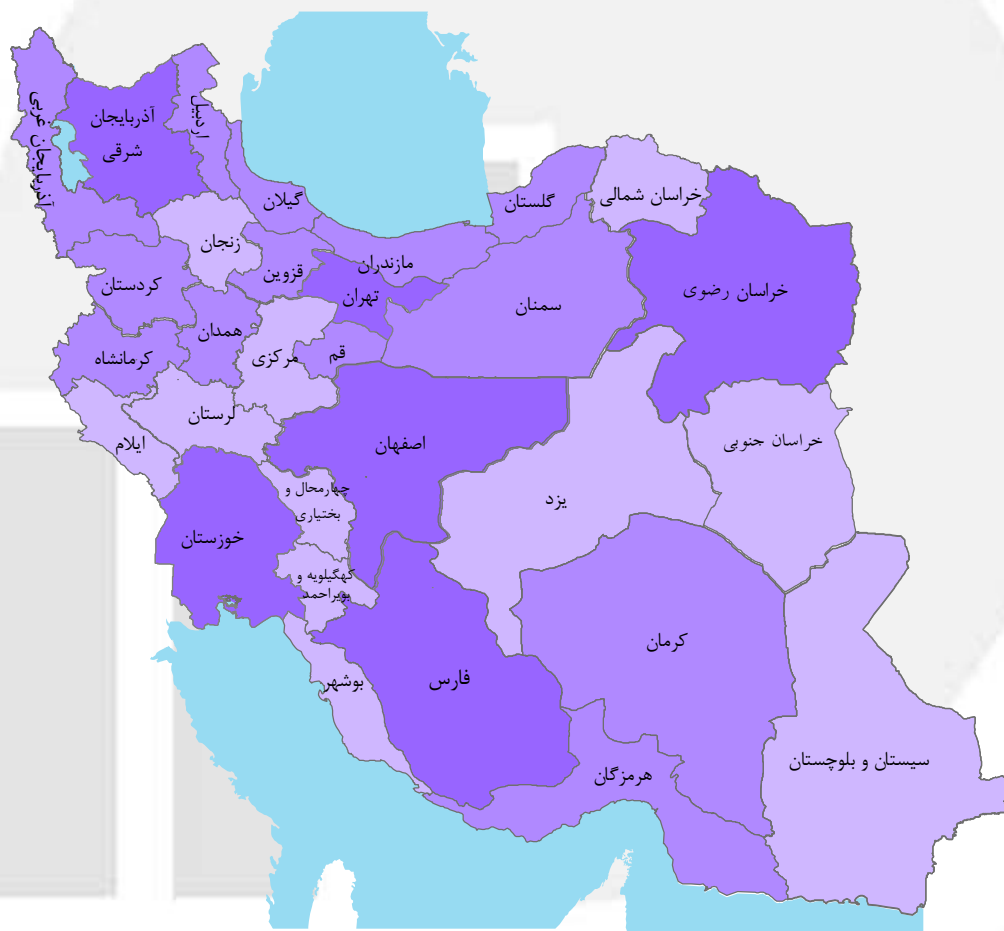 آذربایجان غربی
آذربایجان
شرقی
اردبیل
گیلان
زنجان
گلستان
خراسان شمالی
مازندران
قزوین
تهران
کردستان
سمنان
خراسان رضوی
همدان
کرمانشاه
مرکزی
قم
لرستان
ایلام
اصفهان
خراسان جنوبی
یزد
چهارمحال و
بختیاری
خوزستان
کهگیلویه و
بویراحمد
کرمان
بوشهر
فارس
هرمزگان
سیستان و بلوچستان